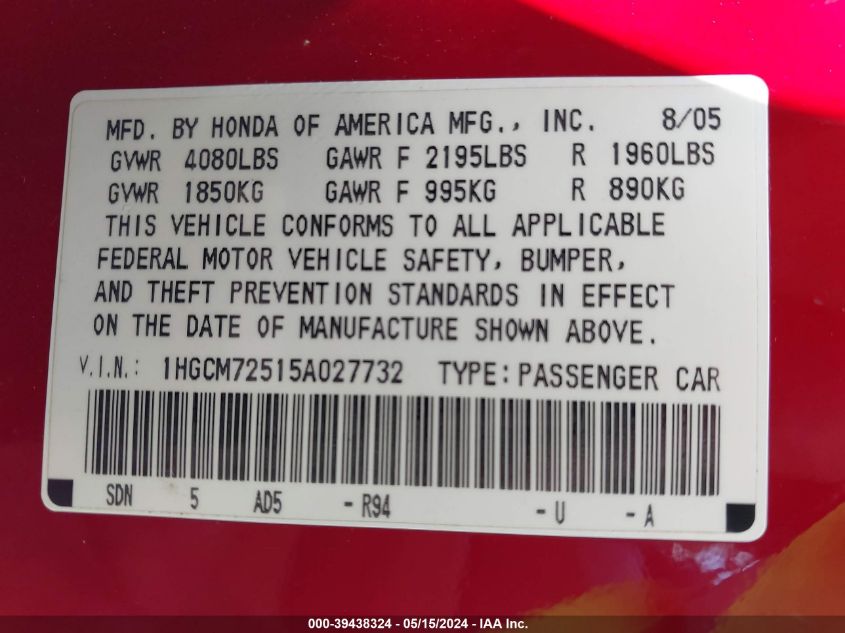 MFD. BY HONDA OF AMERICA MFG., INC. 8/05
GVWR 4080LBS GAWR F 2195LBS R 1960LBS
GVWR 1850KG GAWR F 995KG R 890KG
THIS VEHICLE CONFORMS TO ALL APPLICABLE
FEDERAL MOTOR VEHICLE SAFETY, BUMPER,
AND THEFT PREVENTION STANDARDS IN EFFECT
ON THE DATE OF MANUFACTURE SHOWN ABOVE.
V.I.N.: 1HGCM72515A027732 TYPE: PASSENGER CAR
SDN 5 AD5 - R94 - U - A
000-39438324 - 05/15/2024 - IAA Inc.